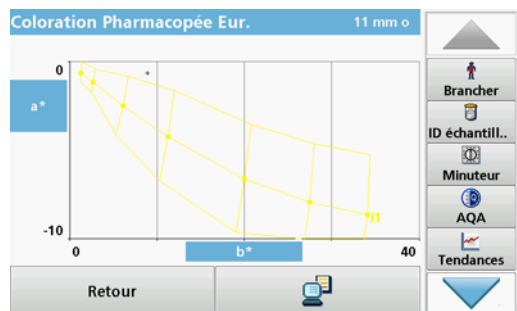 Coloration Pharmacopée Eur.
11 mm o
0
a*
-10
J1
0
b*
40
Retour
Brancher
ID échantill..
Minuteur
AQA
Tendances